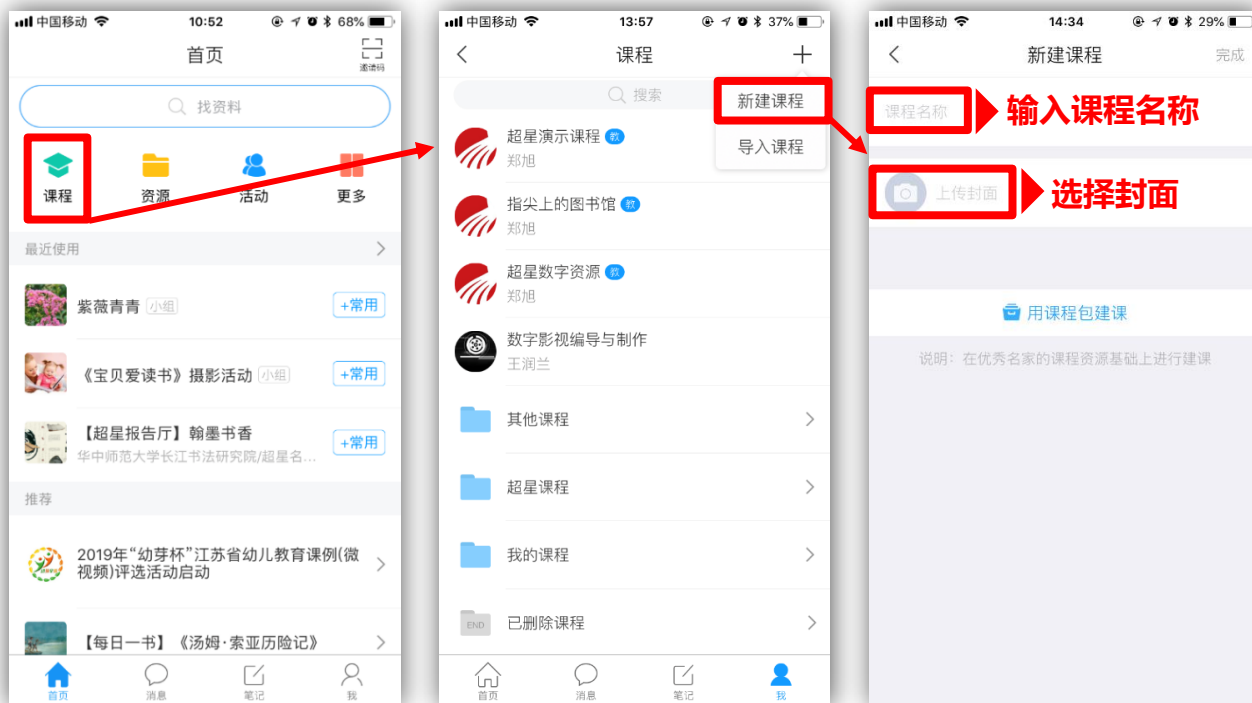 中国移动 10:52 68%
首页
邀请码
找资料
课程 资源 活动 更多
最近使用
紫薇青青 小组 +常用
《宝贝爱读书》摄影活动 小组 +常用
【超星报告厅】翰墨书香 +常用
华中师范大学长江书法研究院/超星名...
推荐
2019年“幼芽杯”江苏省幼儿教育课例(微
视频)评选活动启动
【每日一书】《汤姆·索亚历险记》
首页 消息 笔记 我
中国移动 13:57 37%
课程
搜索
新建课程
导入课程
超星演示课程 教
郑旭
指尖上的图书馆 教
郑旭
超星数字资源 教
郑旭
数字影视编导与制作
王润兰
其他课程
超星课程
我的课程
END 已删除课程
首页 消息 笔记 我
中国移动 14:34 29%
新建课程 完成
课程名称 输入课程名称
上传封面 选择封面
用课程包建课
说明：在优秀名家的课程资源基础上进行建课